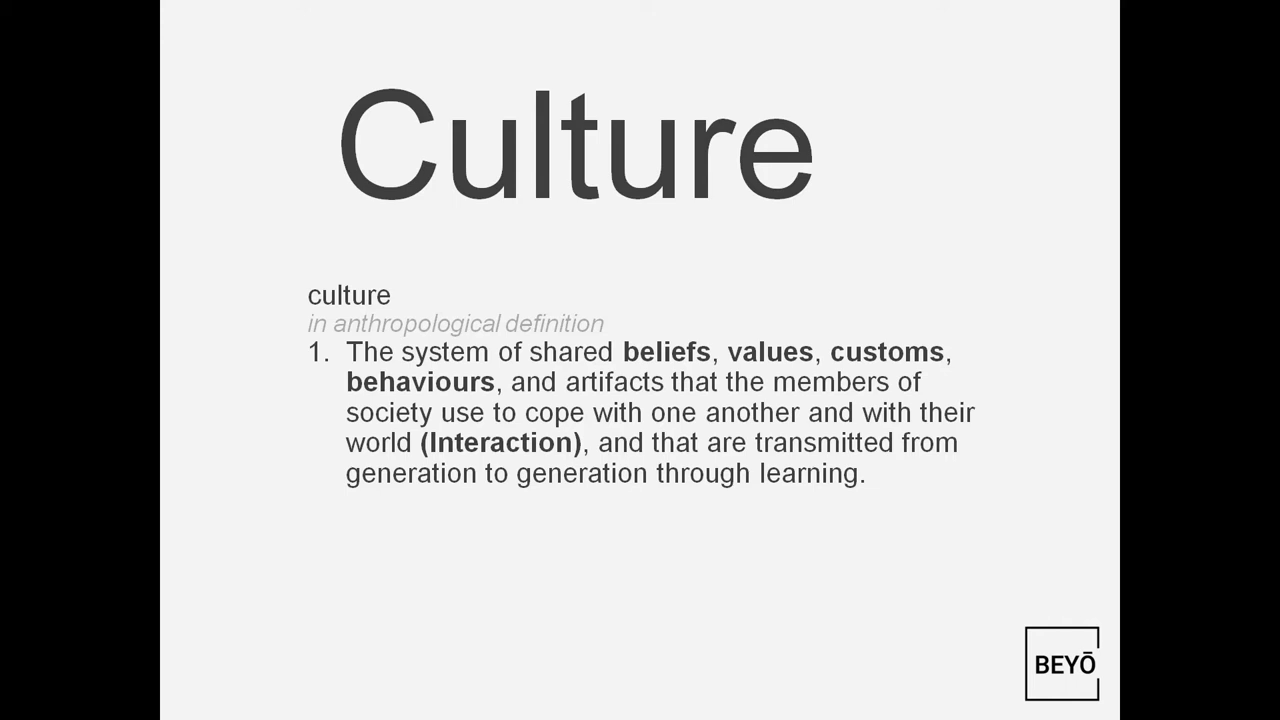 Culture
culture
in anthropological definition
1. The system of shared beliefs, values, customs,
behaviours, and artifacts that the members of
society use to cope with one another and with their
world (Interaction), and that are transmitted from
generation to generation through learning.
BEYŌ